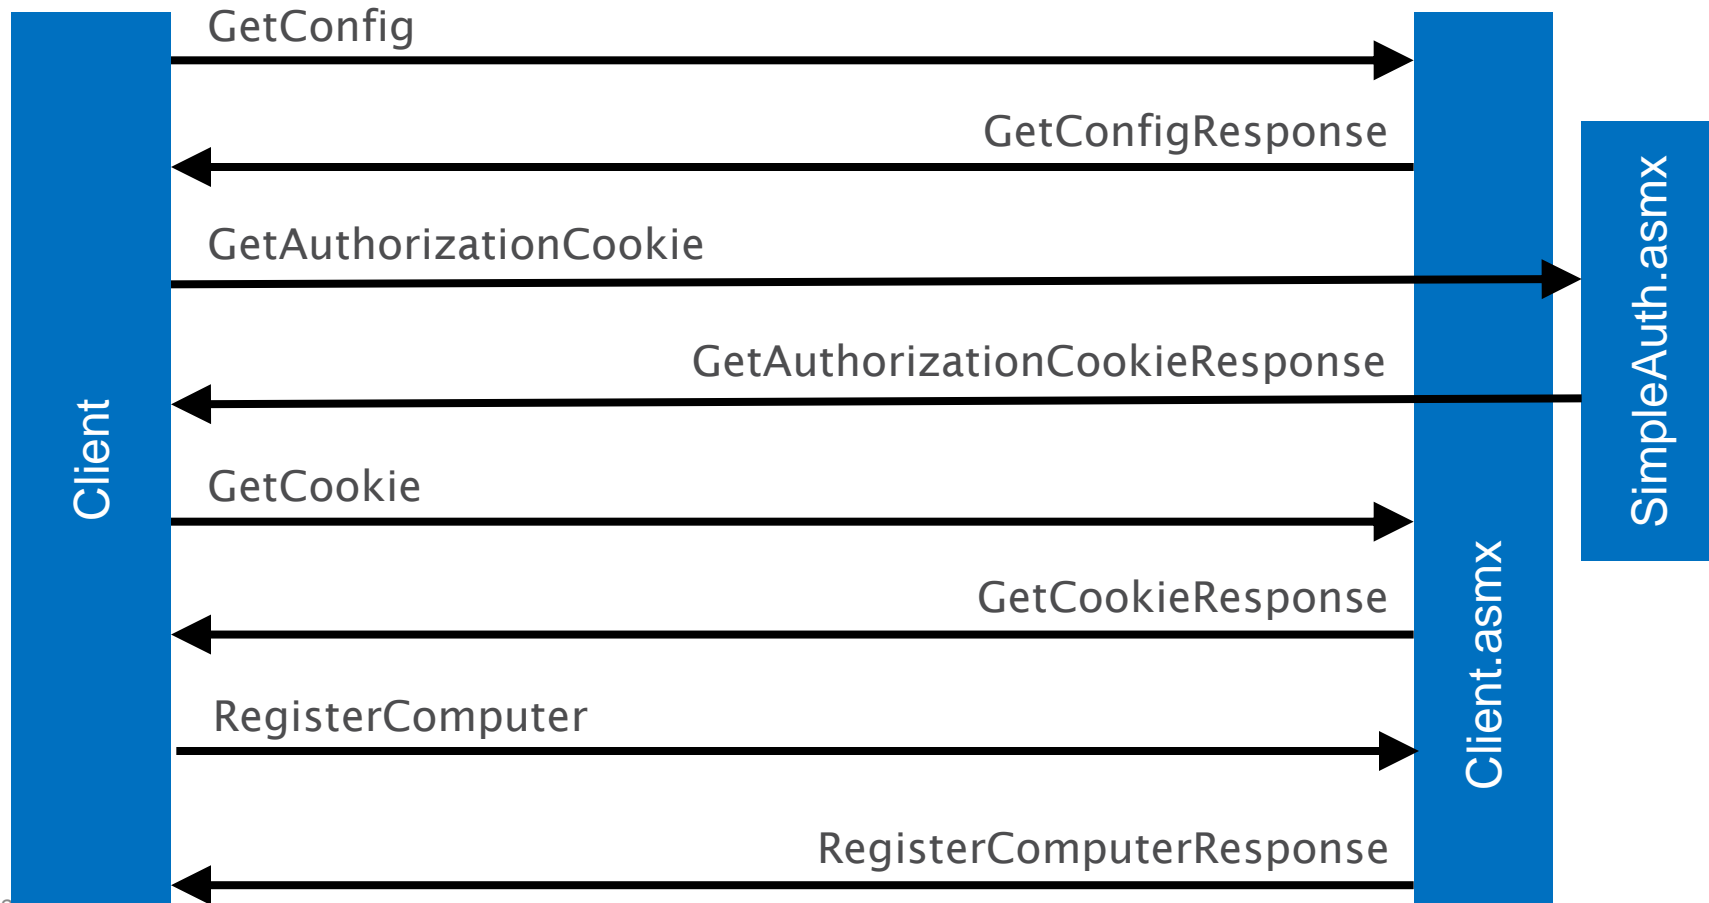 GetConfig
GetConfigResponse
GetAuthorizationCookie
GetAuthorizationCookieResponse
GetCookie
GetCookieResponse
RegisterComputer
RegisterComputerResponse
Client
Client.asmx
SimpleAuth.asmx